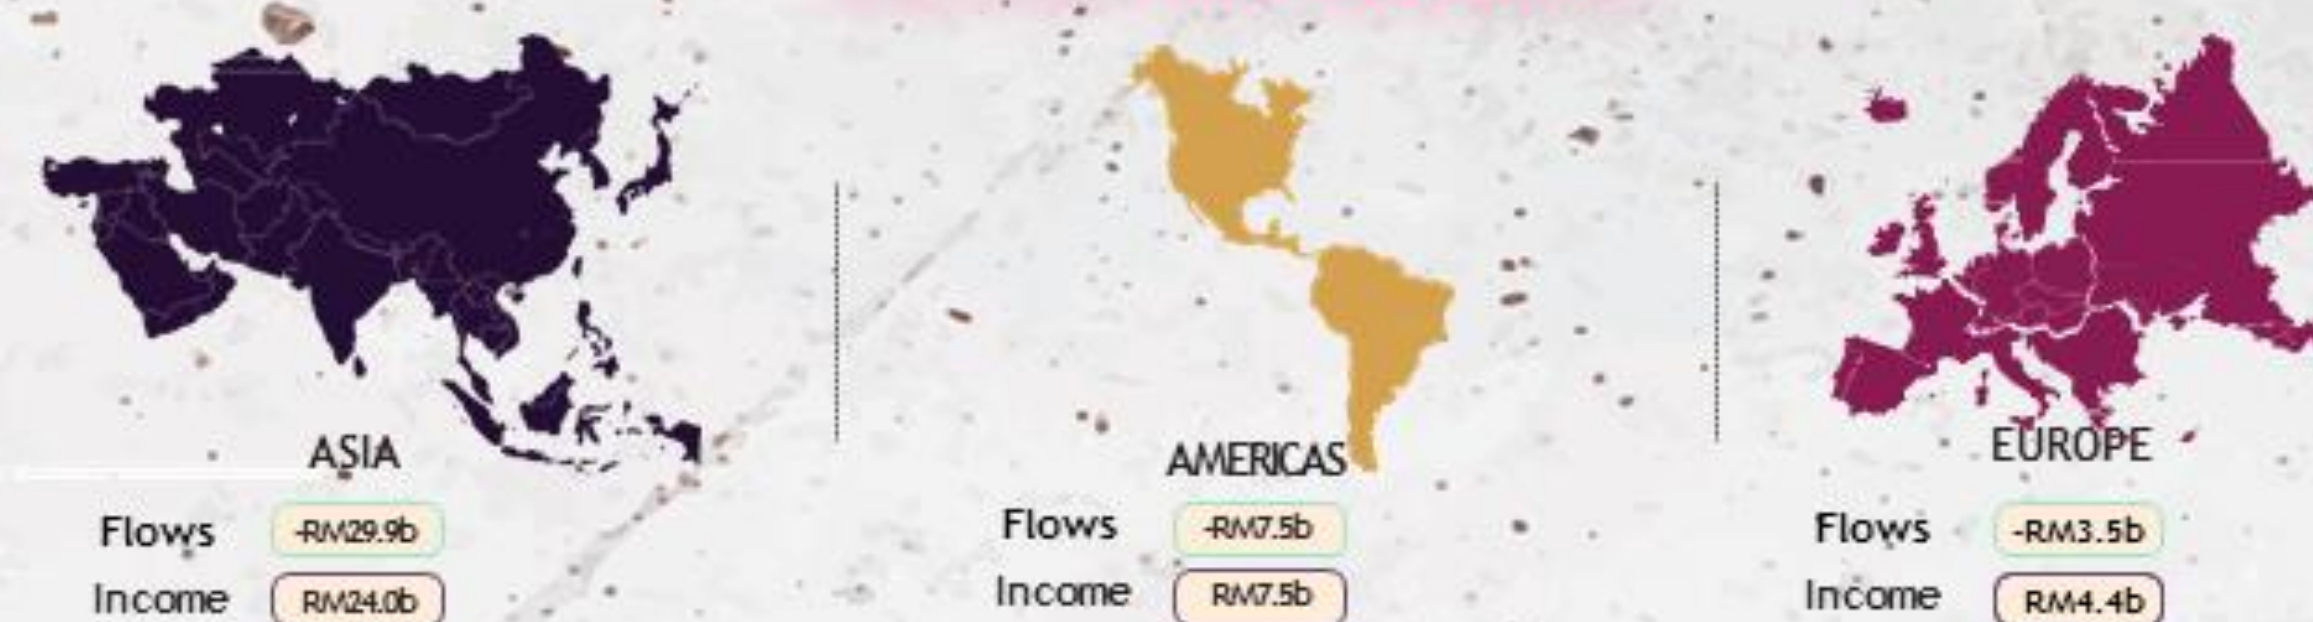 ASIA
Flows -RM29.9b
Income RM24.0b
AMERICAS
Flows -RM7.5b
Income RM7.5b
EUROPE
Flows -RM3.5b
Income RM4.4b